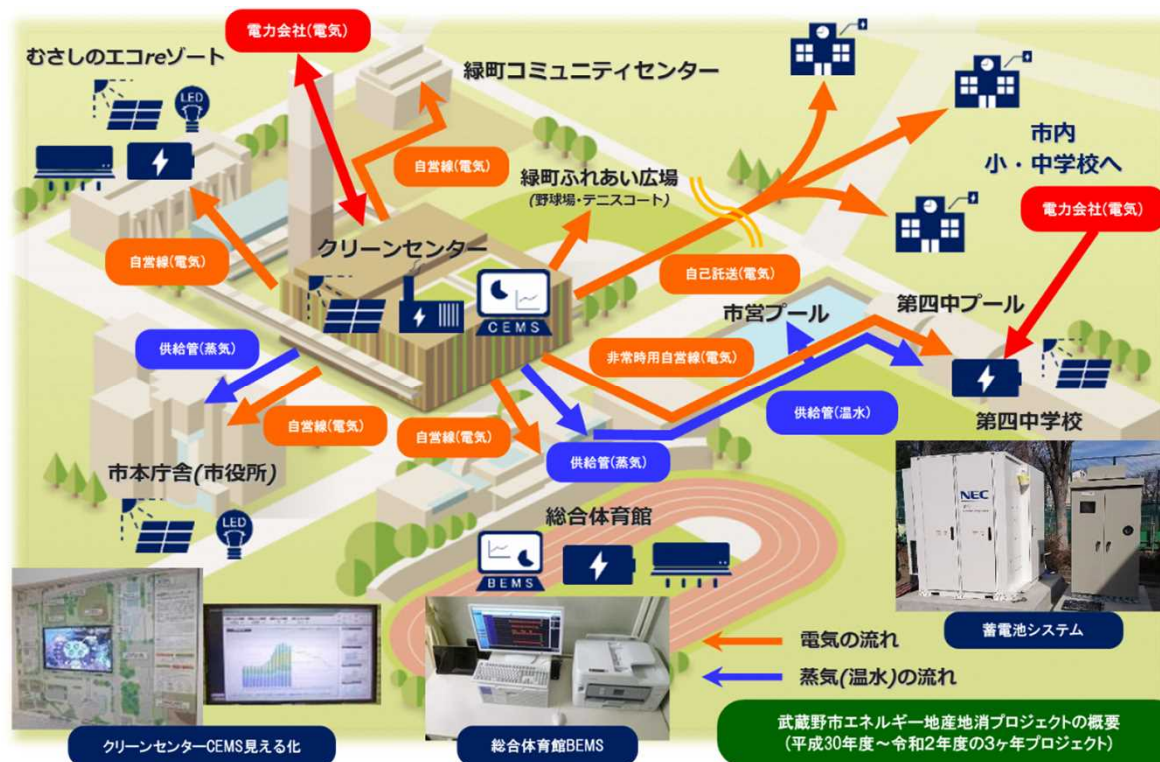 電力会社(電気)
むさしのエコreゾート
LED
緑町コミュニティセンター
自営線(電気)
市内
小・中学校へ
緑町ふれあい広場
(野球場・テニスコート)
電力会社(電気)
クリーンセンター
自営線(電気)
自己託送(電気)
CEMS
市営プール
第四中プール
供給管(蒸気)
非常時用自営線(電気)
自営線(電気)
自営線(電気)
供給管(温水)
第四中学校
供給管(蒸気)
市本庁舎(市役所)
LED
総合体育館
BEMS
NEC
蓄電池システム
電気の流れ
蒸気(温水)の流れ
クリーンセンターCEMS見える化
総合体育館BEMS
武蔵野市エネルギー地産地消プロジェクトの概要
(平成30年度～令和2年度の3ヶ年プロジェクト)